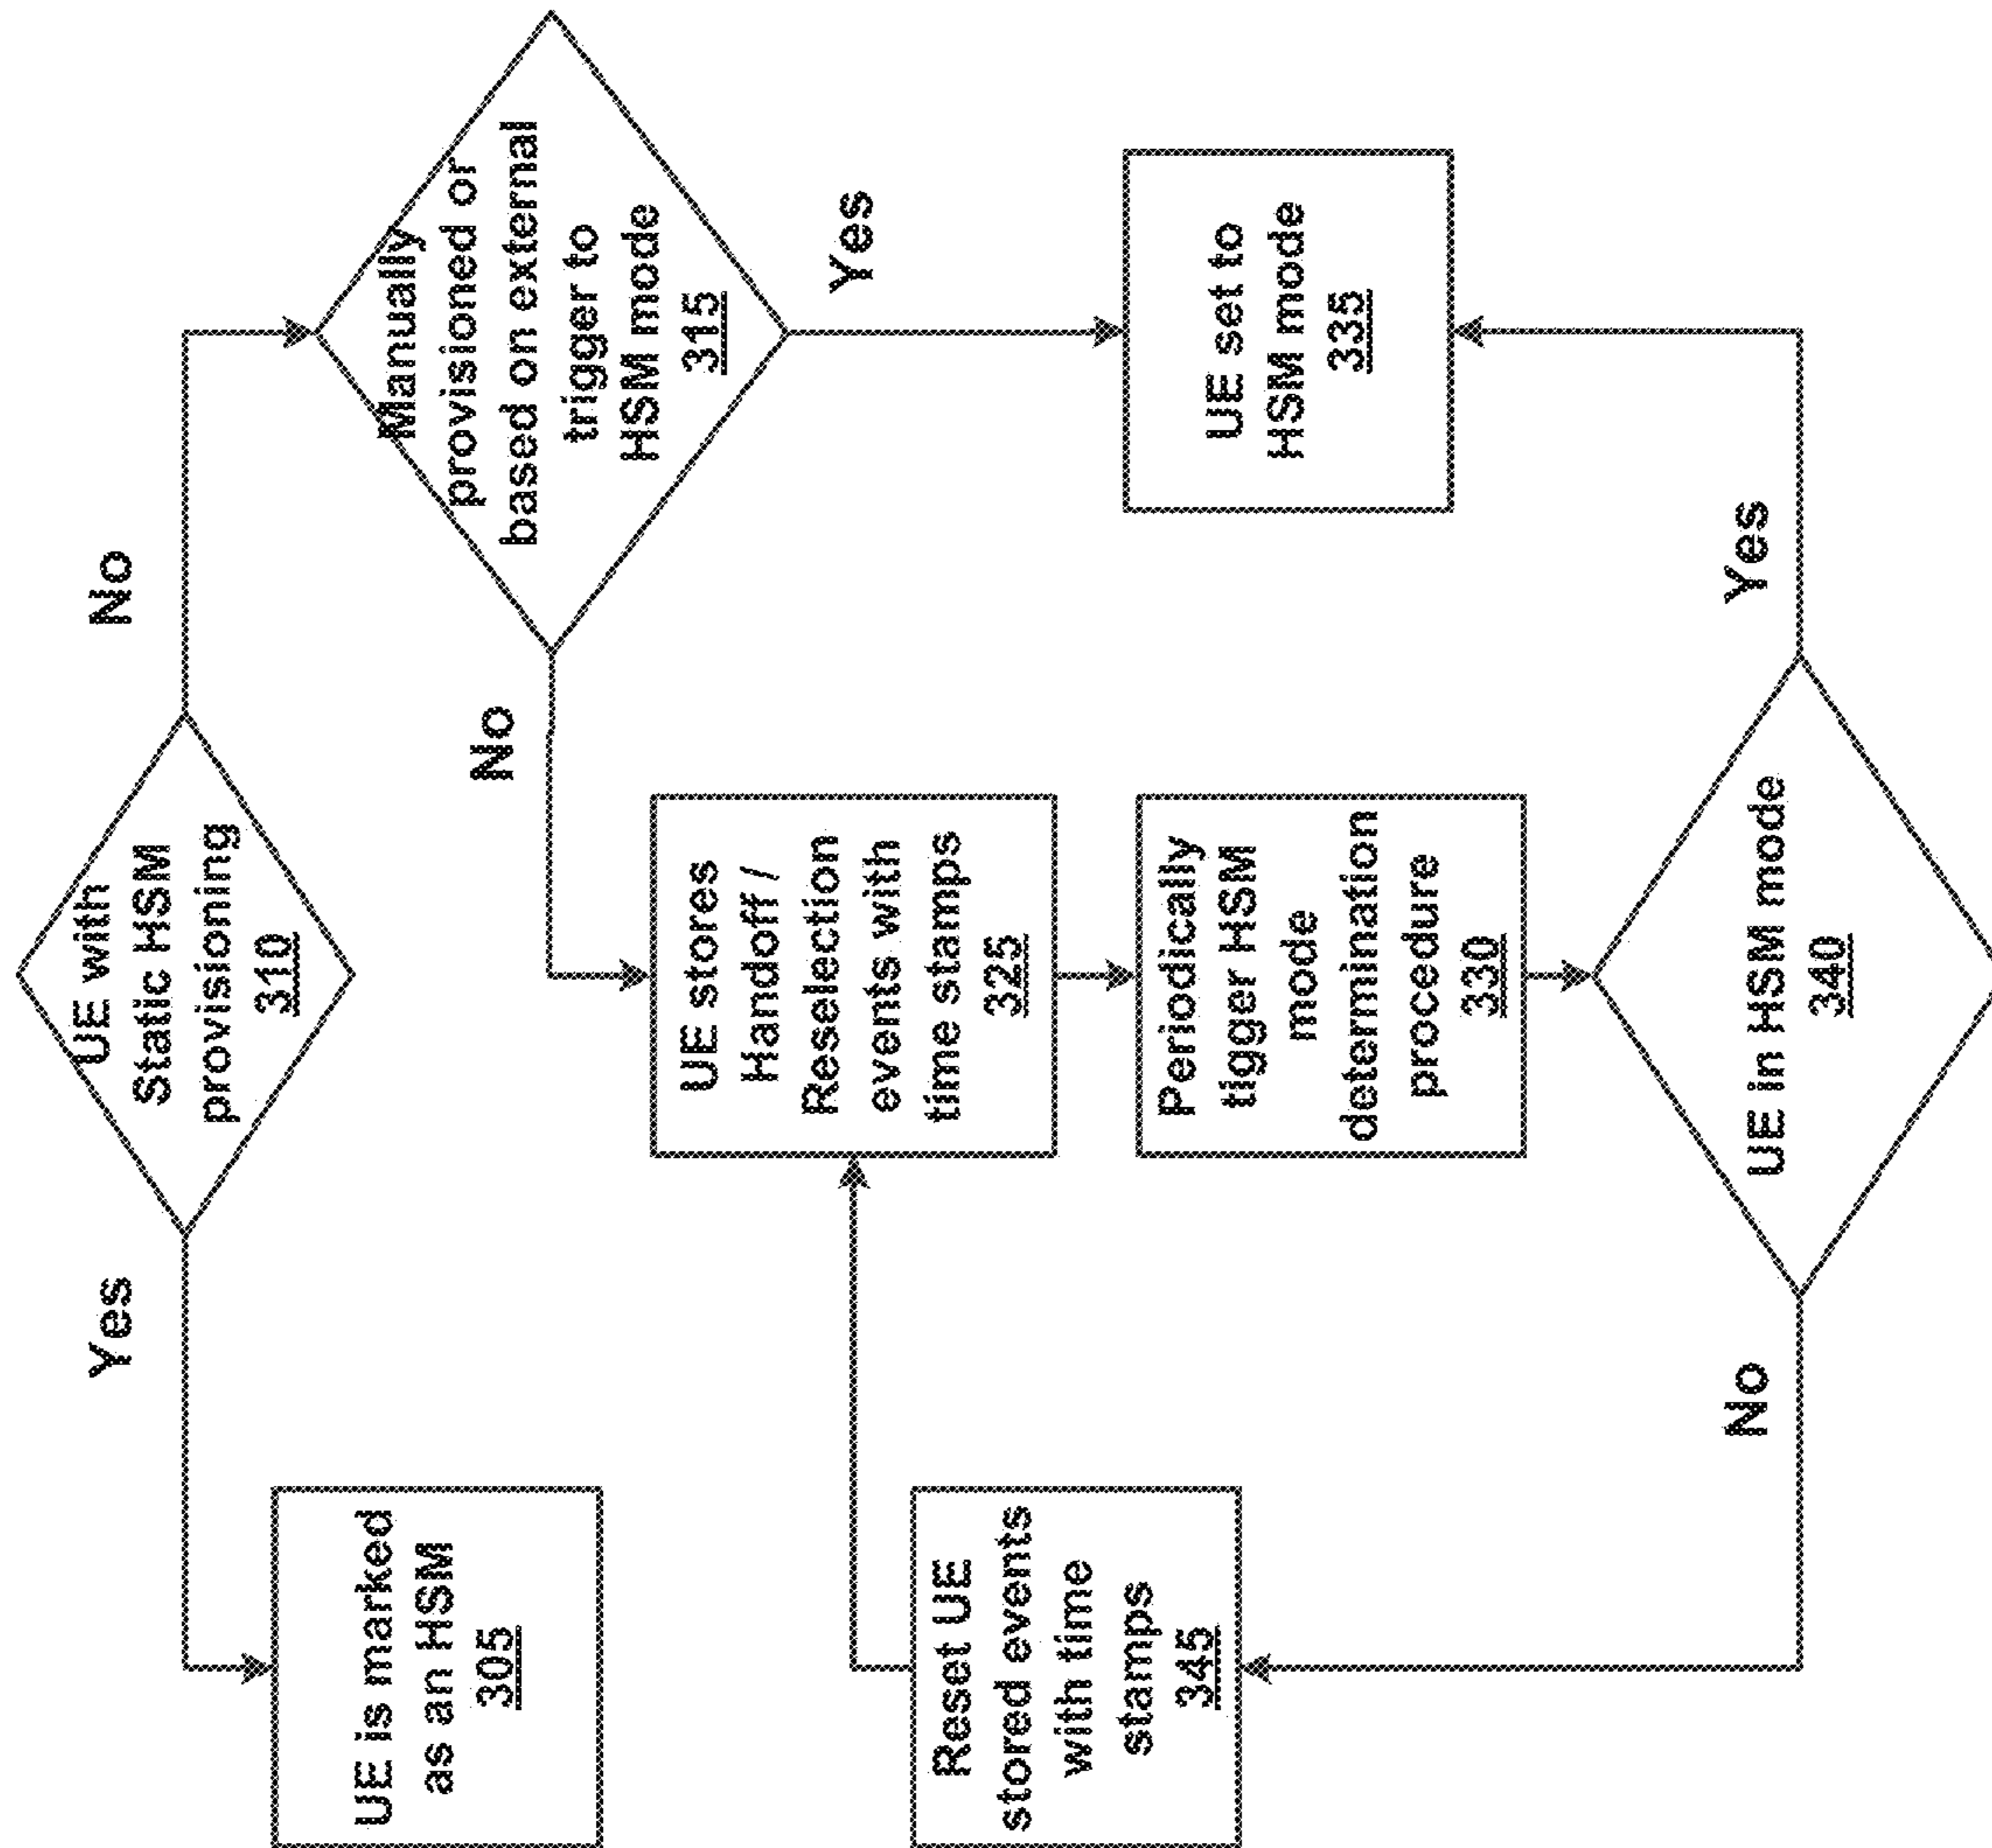 UE with
Static HSM
provisioning
310
Yes
No
UE is marked
as an HSM
305
Manually
provisioned or
based on external
trigger to
HSM mode
315
No
Yes
UE stores
Handoff /
Reselection
events with
time stamps
325
Periodically
tigger HSM
mode
determination
procedure
330
UE set to
HSM mode
335
Reset UE
stored events
with time
stamps
345
UE in HSM mode
340
No
Yes